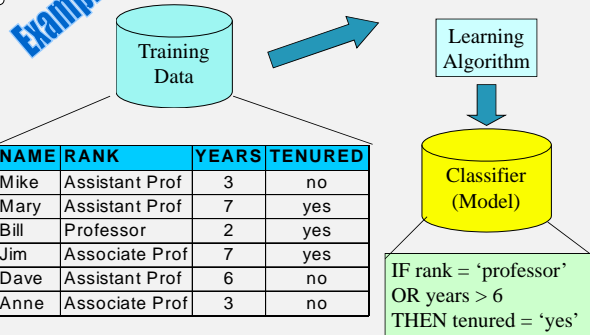 Training
Data
Learning
Algorithm
NAME RANK YEARS TENURED
Mike Assistant Prof 3 no
Mary Assistant Prof 7 yes
Bill Professor 2 yes
Jim Associate Prof 7 yes
Dave Assistant Prof 6 no
Anne Associate Prof 3 no
Classifier
(Model)
IF rank = ‘professor’
OR years > 6
THEN tenured = ‘yes’